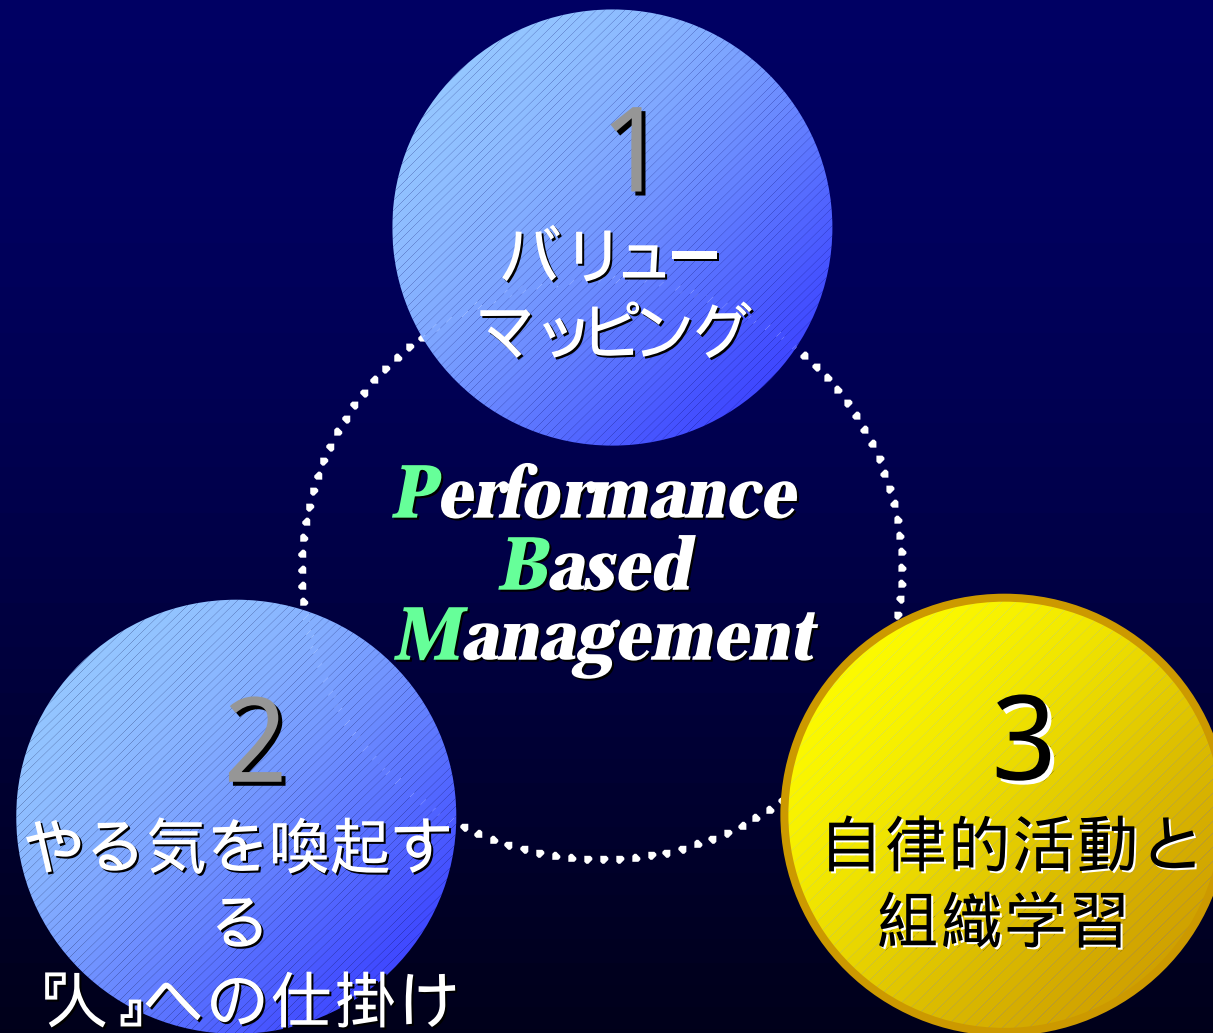 1
バリュー
マッピング
Performance
Based
Management
2
やる気を喚起す
る
『人』への仕掛け
3
自律的活動と
組織学習